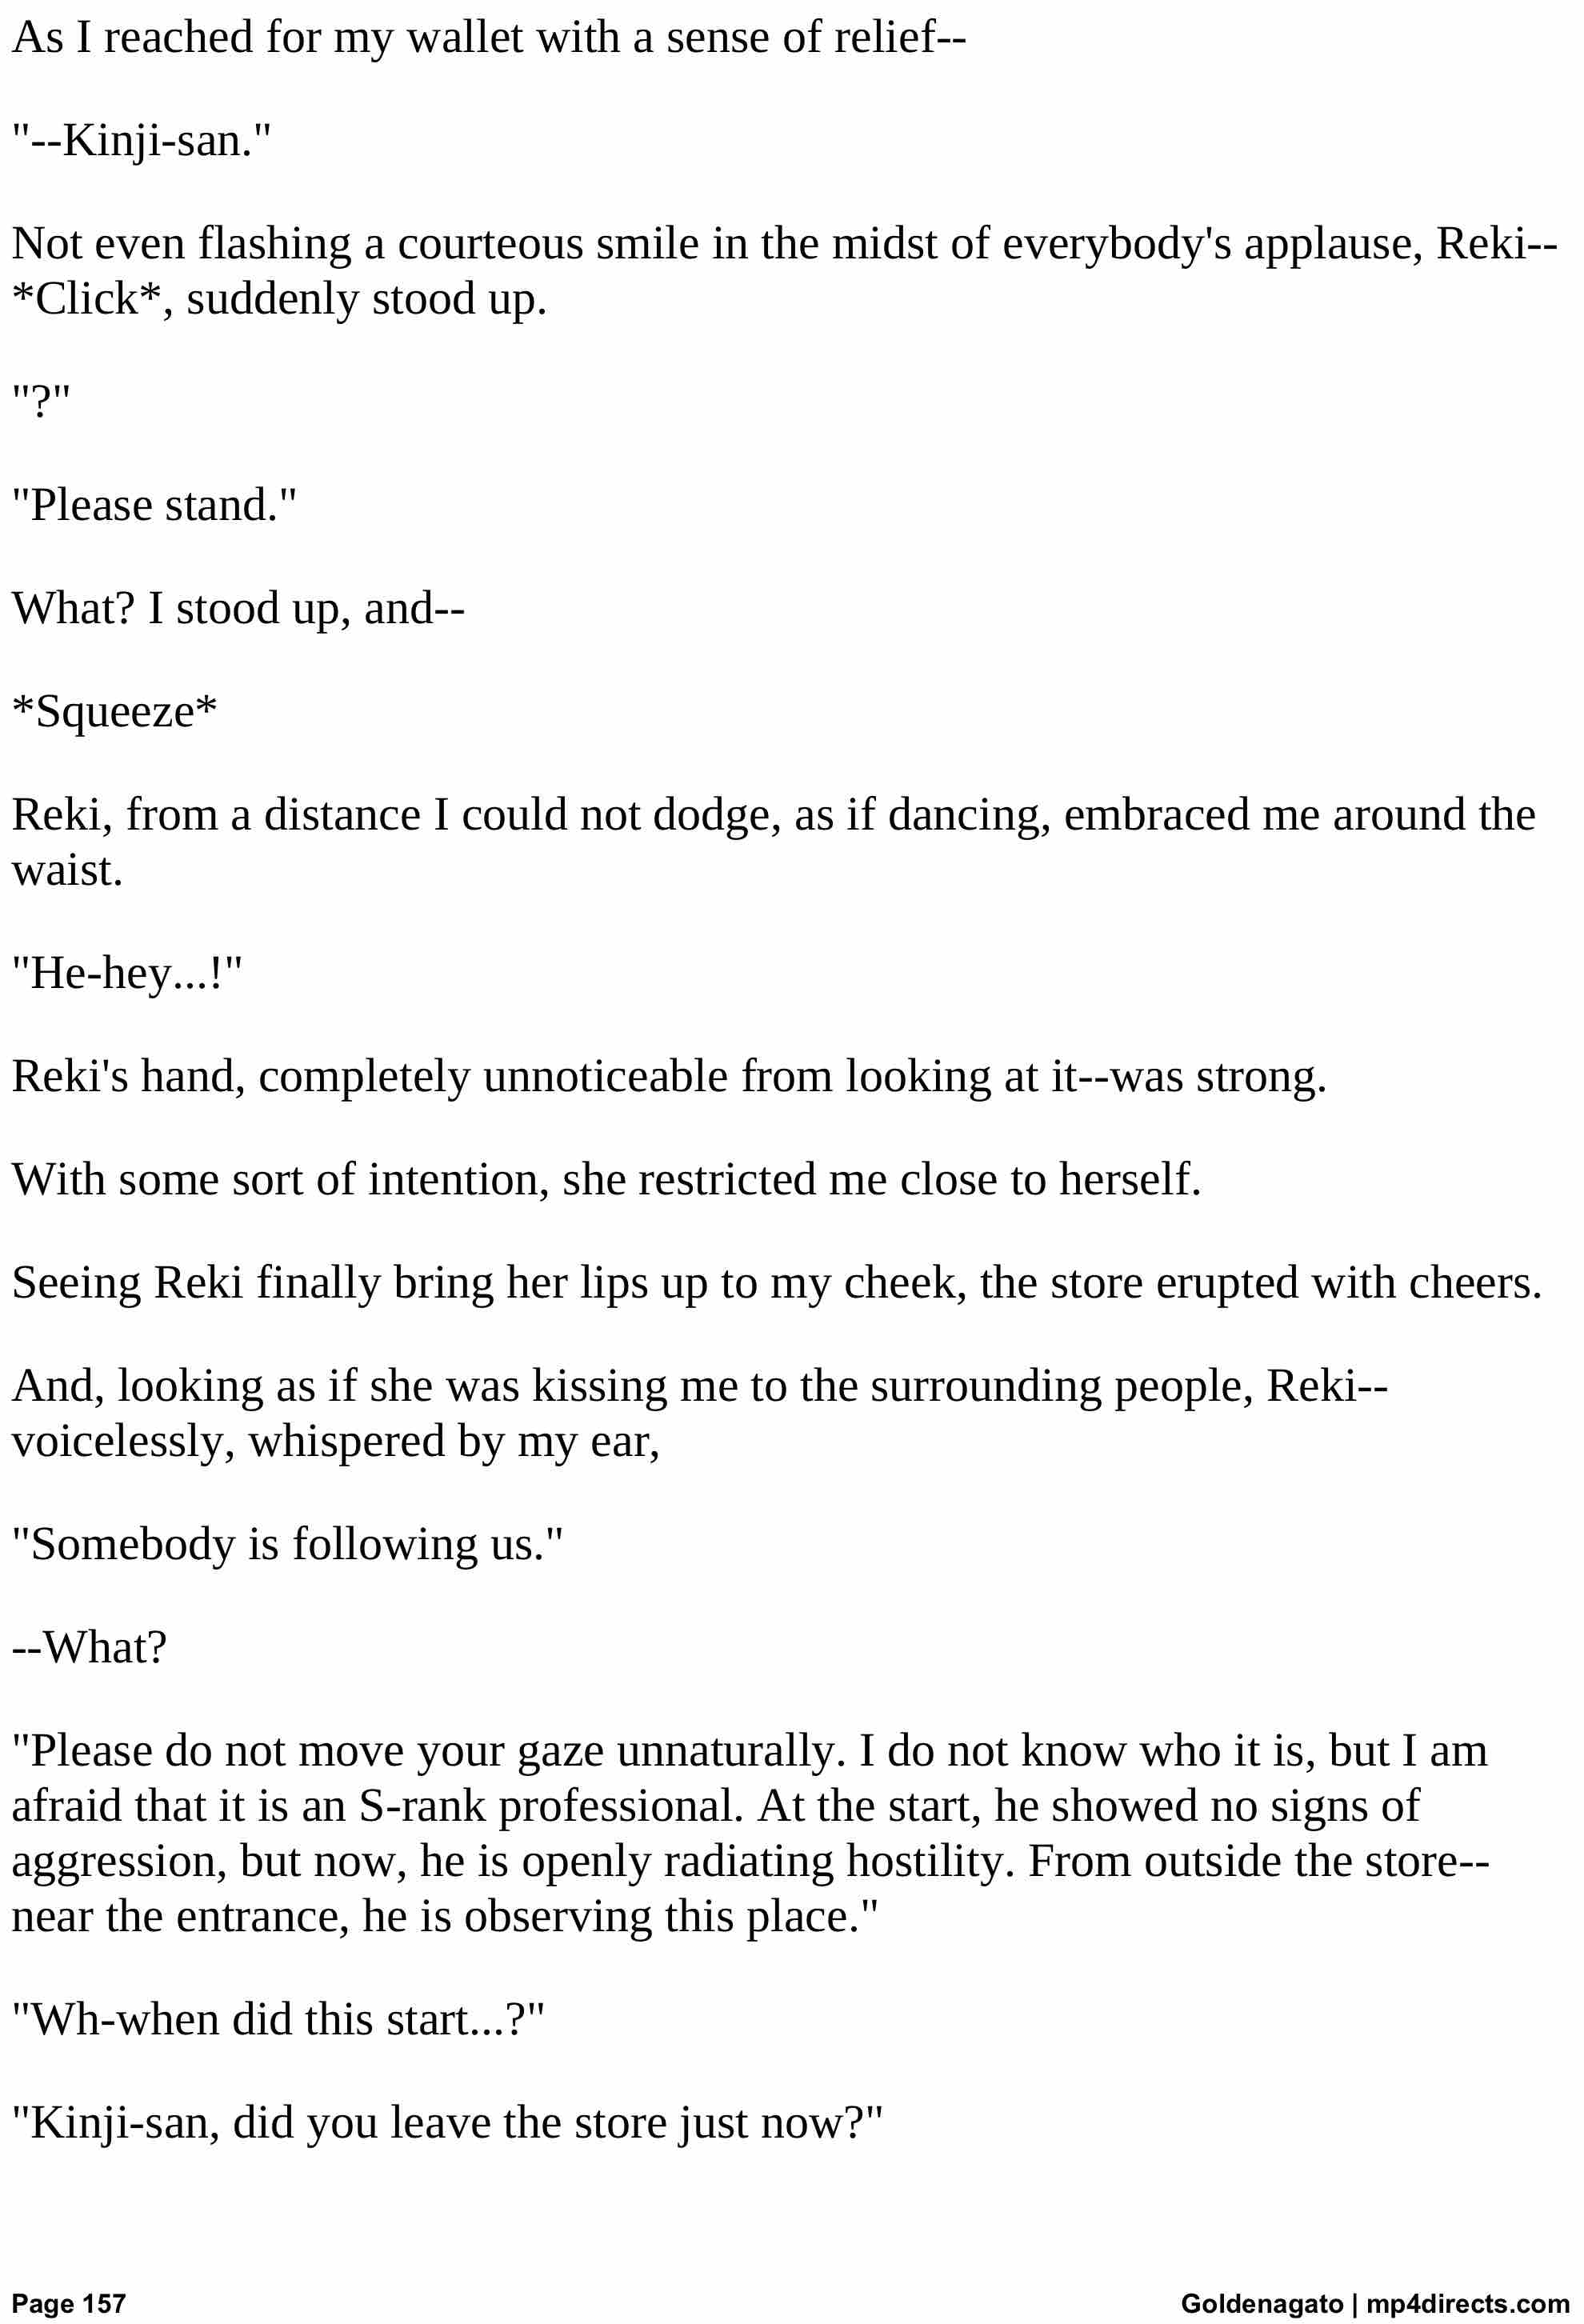 As I reached for my wallet with a sense of relief--
"--Kinji-san."
Not even flashing a courteous smile in the midst of everybody's applause, Reki--
*Click*, suddenly stood up.
"?"
"Please stand."
What? I stood up, and--
*Squeeze*
Reki, from a distance I could not dodge, as if dancing, embraced me around the
waist.
"He-hey...!"
Reki's hand, completely unnoticeable from looking at it--was strong.
With some sort of intention, she restricted me close to herself.
Seeing Reki finally bring her lips up to my cheek, the store erupted with cheers.
And, looking as if she was kissing me to the surrounding people, Reki--
voicelessly, whispered by my ear,
"Somebody is following us."
--What?
"Please do not move your gaze unnaturally. I do not know who it is, but I am
afraid that it is an S-rank professional. At the start, he showed no signs of
aggression, but now, he is openly radiating hostility. From outside the store--
near the entrance, he is observing this place."
"Wh-when did this start...?"
"Kinji-san, did you leave the store just now?"
Page 157
Goldenagato | mp4directs.com